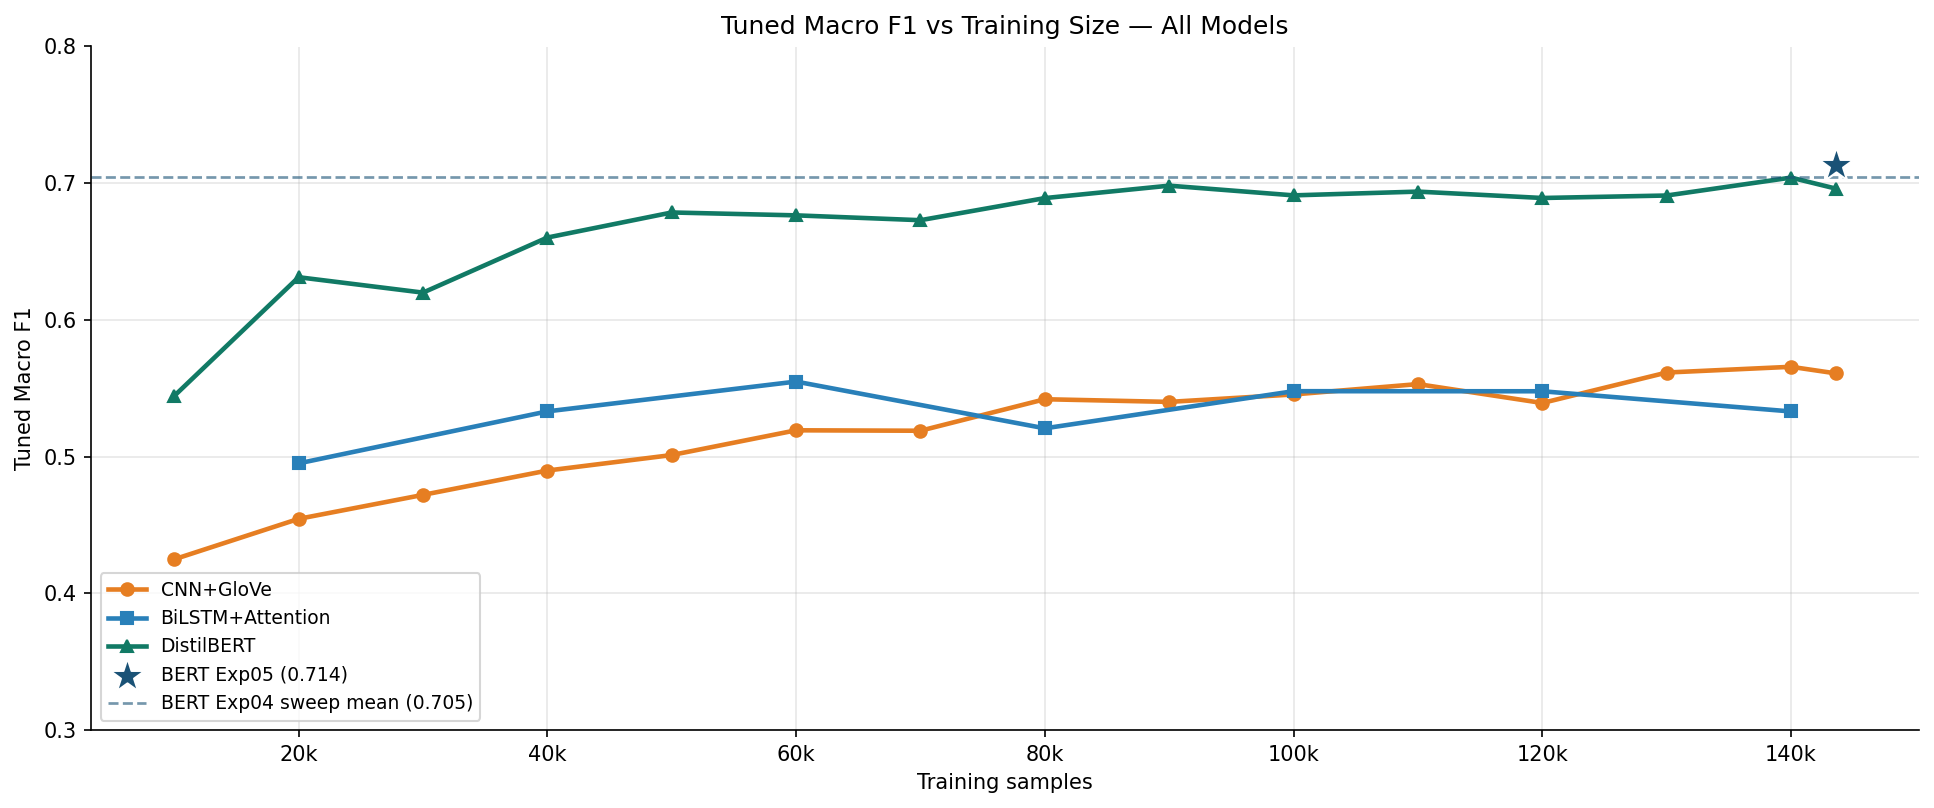 Tuned Macro F1 vs Training Size — All Models
Tuned Macro F1
0.8
0.7
0.6
0.5
0.4
0.3
CNN+GloVe
BiLSTM+Attention
DistilBERT
BERT Exp05 (0.714)
BERT Exp04 sweep mean (0.705)
20k
40k
60k
80k
100k
120k
140k
Training samples